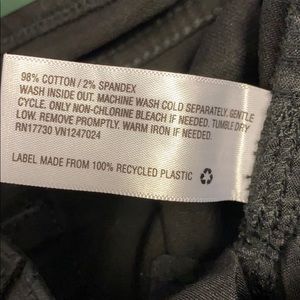 98% COTTON / 2% SPANDEX
WASH INSIDE OUT. MACHINE WASH COLD SEPARATELY. GENTLE
CYCLE. ONLY NON-CHLORINE BLEACH IF NEEDED. TUMBLE DRY
LOW. REMOVE PROMPTLY. WARM IRON IF NEEDED.
RN17730 VN1247024
LABEL MADE FROM 100% RECYCLED PLASTIC